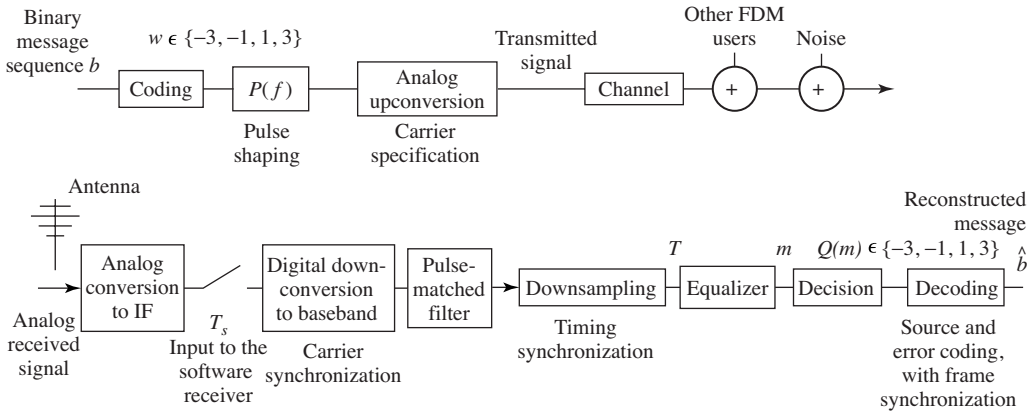 Binary
message
sequence b
w ϵ {−3, −1, 1, 3}
Coding
P(f)
Pulse
shaping
Analog
upconversion
Carrier
specification
Transmitted
signal
Channel
Other FDM
users
+
Noise
+
Antenna
Analog
received
signal
Analog
conversion
to IF
T_s
Input to the
software
receiver
Digital down-
conversion
to baseband
Carrier
synchronization
Pulse-
matched
filter
Downsampling
Timing
synchronization
T
Equalizer
m
Decision
Q(m) ϵ {−3, −1, 1, 3}
Decoding
Source and
error coding,
with frame
synchronization
Reconstructed
message
b̂